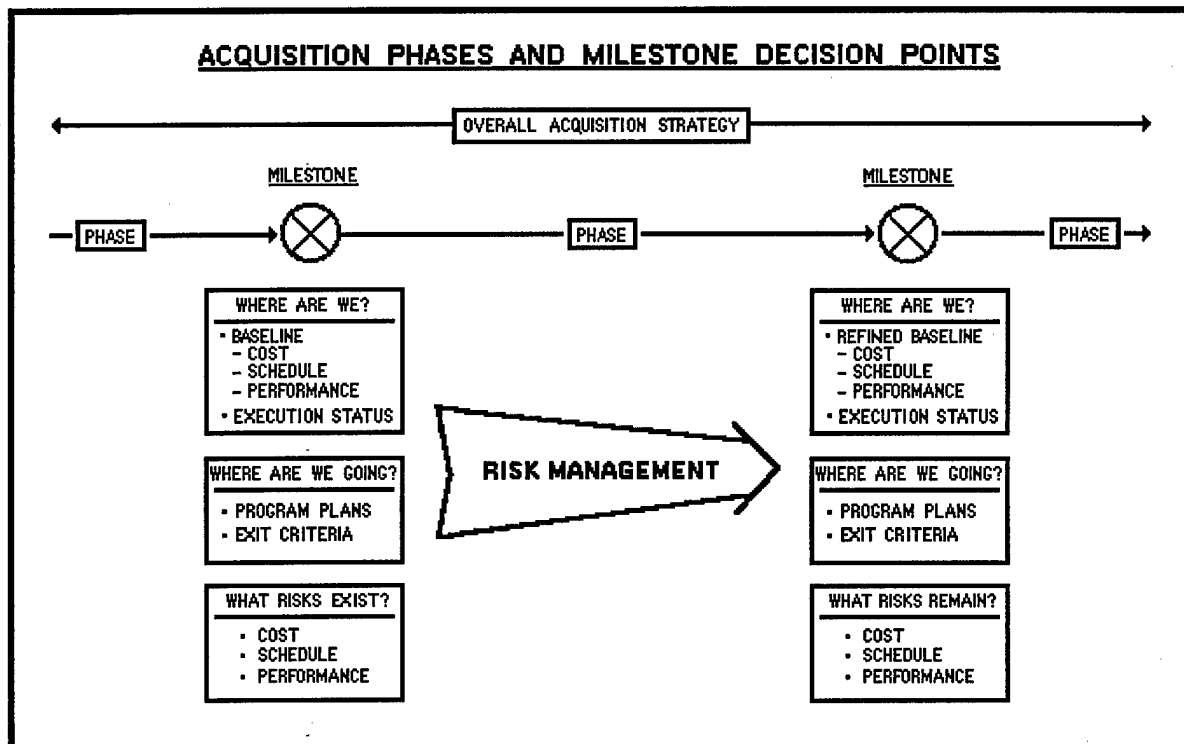 ACQUISITION PHASES AND MILESTONE DECISION POINTS
OVERALL ACQUISITION STRATEGY
MILESTONE
MILESTONE
PHASE
PHASE
PHASE
WHERE ARE WE?
• BASELINE
– COST
– SCHEDULE
– PERFORMANCE
• EXECUTION STATUS
WHERE ARE WE GOING?
• PROGRAM PLANS
• EXIT CRITERIA
WHAT RISKS EXIST?
• COST
• SCHEDULE
• PERFORMANCE
RISK MANAGEMENT
WHERE ARE WE?
• REFINED BASELINE
– COST
– SCHEDULE
– PERFORMANCE
• EXECUTION STATUS
WHERE ARE WE GOING?
• PROGRAM PLANS
• EXIT CRITERIA
WHAT RISKS REMAIN?
• COST
• SCHEDULE
• PERFORMANCE